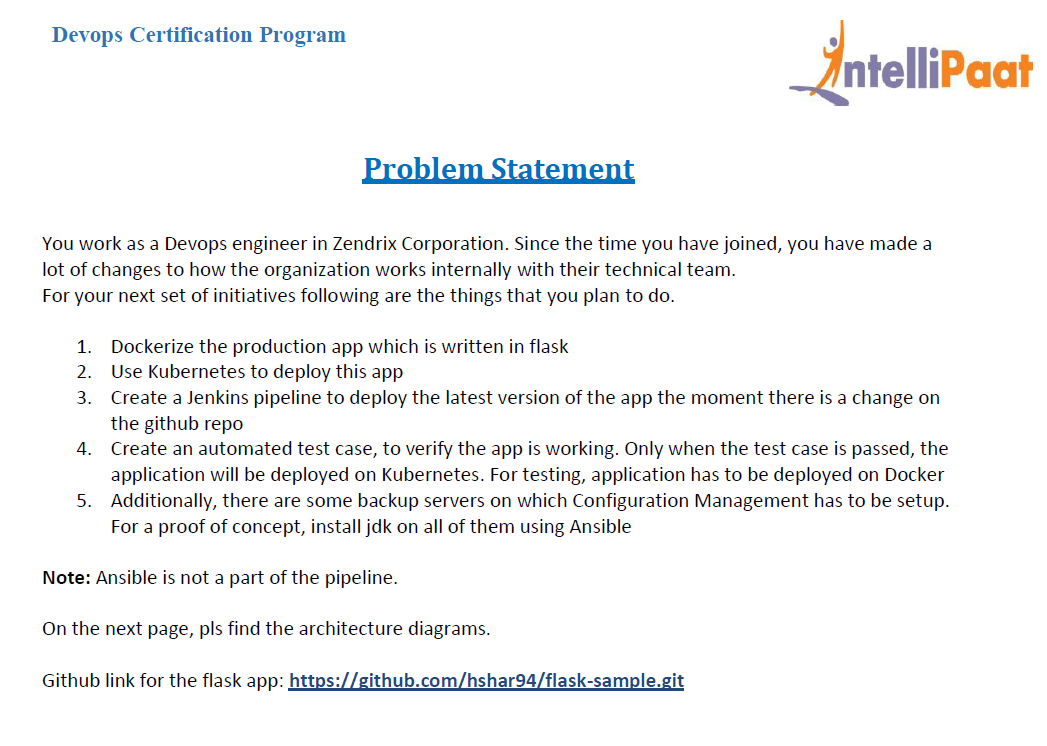 Devops Certification Program
IntelliPaat
Problem Statement
You work as a Devops engineer in Zendrix Corporation. Since the time you have joined, you have made a
lot of changes to how the organization works internally with their technical team.
For your next set of initiatives following are the things that you plan to do.
1. Dockerize the production app which is written in flask
2. Use Kubernetes to deploy this app
3. Create a Jenkins pipeline to deploy the latest version of the app the moment there is a change on
the github repo
4. Create an automated test case, to verify the app is working. Only when the test case is passed, the
application will be deployed on Kubernetes. For testing, application has to be deployed on Docker
5. Additionally, there are some backup servers on which Configuration Management has to be setup.
For a proof of concept, install jdk on all of them using Ansible
Note: Ansible is not a part of the pipeline.
On the next page, pls find the architecture diagrams.
Github link for the flask app: https://github.com/hshar94/flask-sample.git